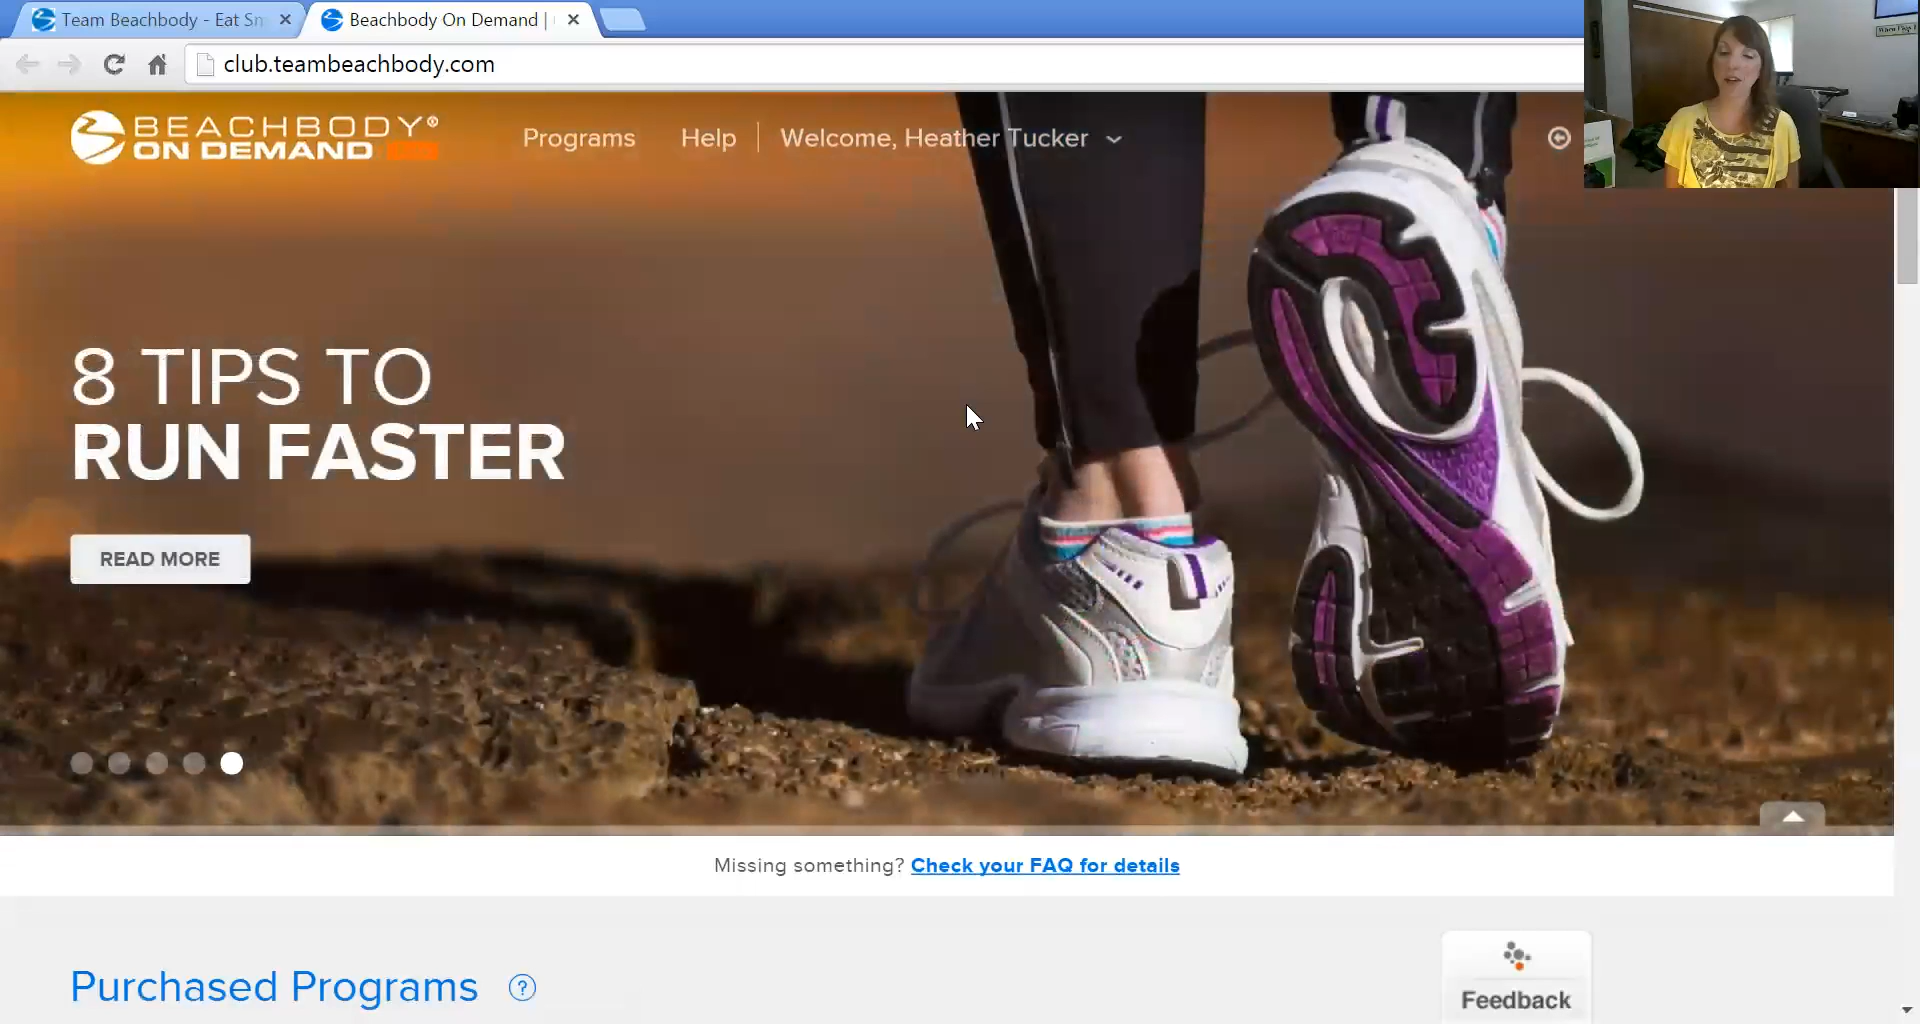 Team Beachbody - Eat Sm
Beachbody On Demand |
club.teambeachbody.com
BEACHBODY®
ON DEMAND
Programs
Help
Welcome, Heather Tucker
8 TIPS TO
RUN FASTER
READ MORE
Missing something? Check your FAQ for details
Purchased Programs ?
Feedback